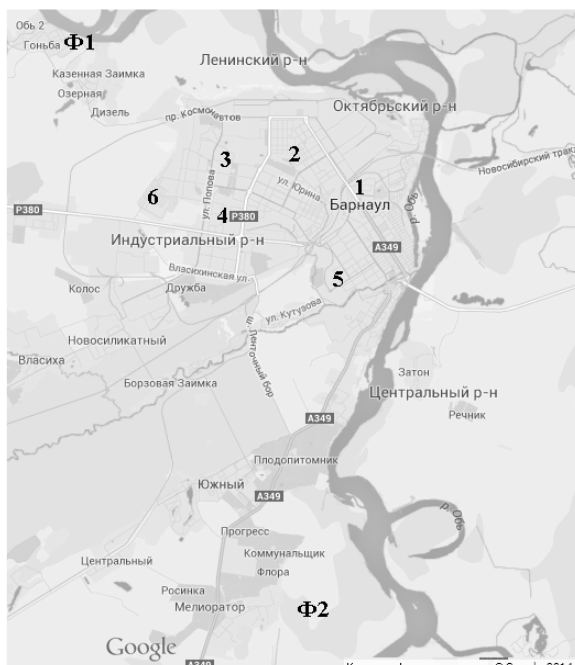 Обь 2
Ф1
Гоньба
Ленинский р-н
Казенная Заимка
Озерная
Дизель
Октябрьский р-н
пр. Космонавтов
3
2
Новосибирский тракт
6
ул. Попова
ул. Юрина
1
Барнаул
р. Обь
Р380
4
Р380
Индустриальный р-н
А349
Власихинская ул.
5
Колос
Дружба
ул. Кутузова
Новосиликатный
ш. Ленточный бор
Власиха
Борзовая Заимка
Затон
Центральный р-н
Речник
А349
Плодопитомник
Южный
А349
р. Обь
Прогресс
Коммунальщик
Центральный
Флора
Росинка
Мелиоратор
Ф2
Google
А349